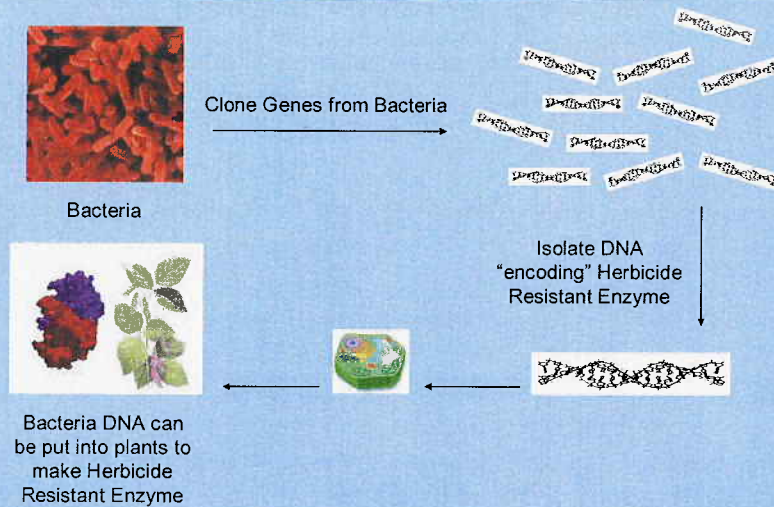 Clone Genes from Bacteria
Bacteria
Isolate DNA
“encoding” Herbicide
Resistant Enzyme
Bacteria DNA can
be put into plants to
make Herbicide
Resistant Enzyme